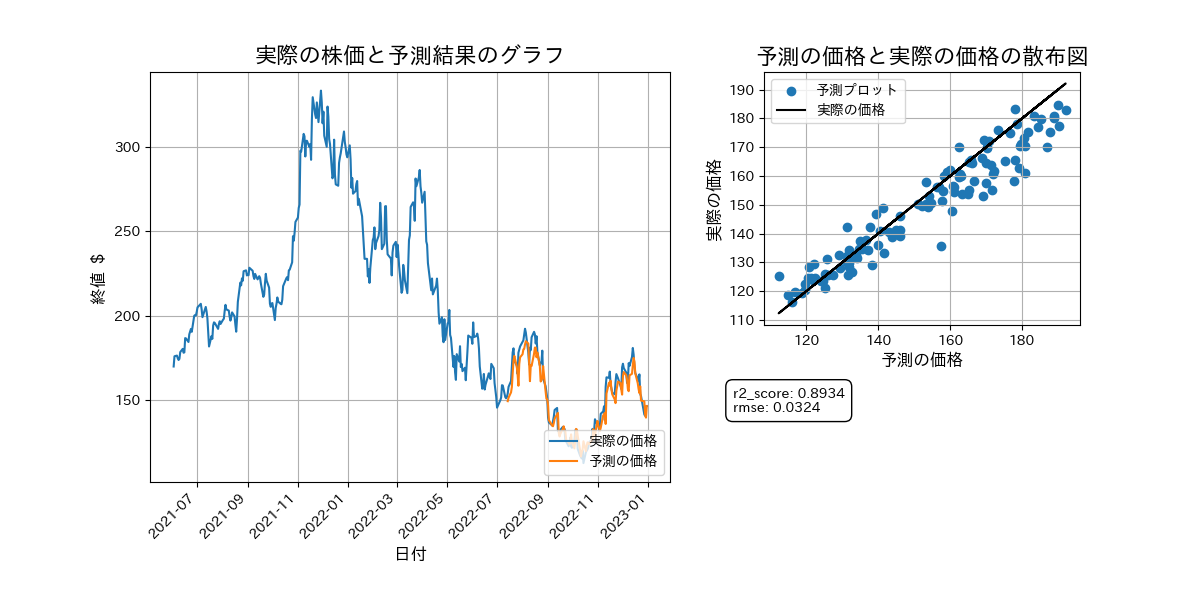 実際の株価と予測結果のグラフ
終値 $
300
250
200
150
2021-07
2021-09
2021-11
2022-01
2022-03
2022-05
2022-07
2022-09
2022-11
2023-01
日付
実際の価格
予測の価格
予測の価格と実際の価格の散布図
予測プロット
実際の価格
実際の価格
190
180
170
160
150
140
130
120
110
120
140
160
180
予測の価格
r2_score: 0.8934
rmse: 0.0324